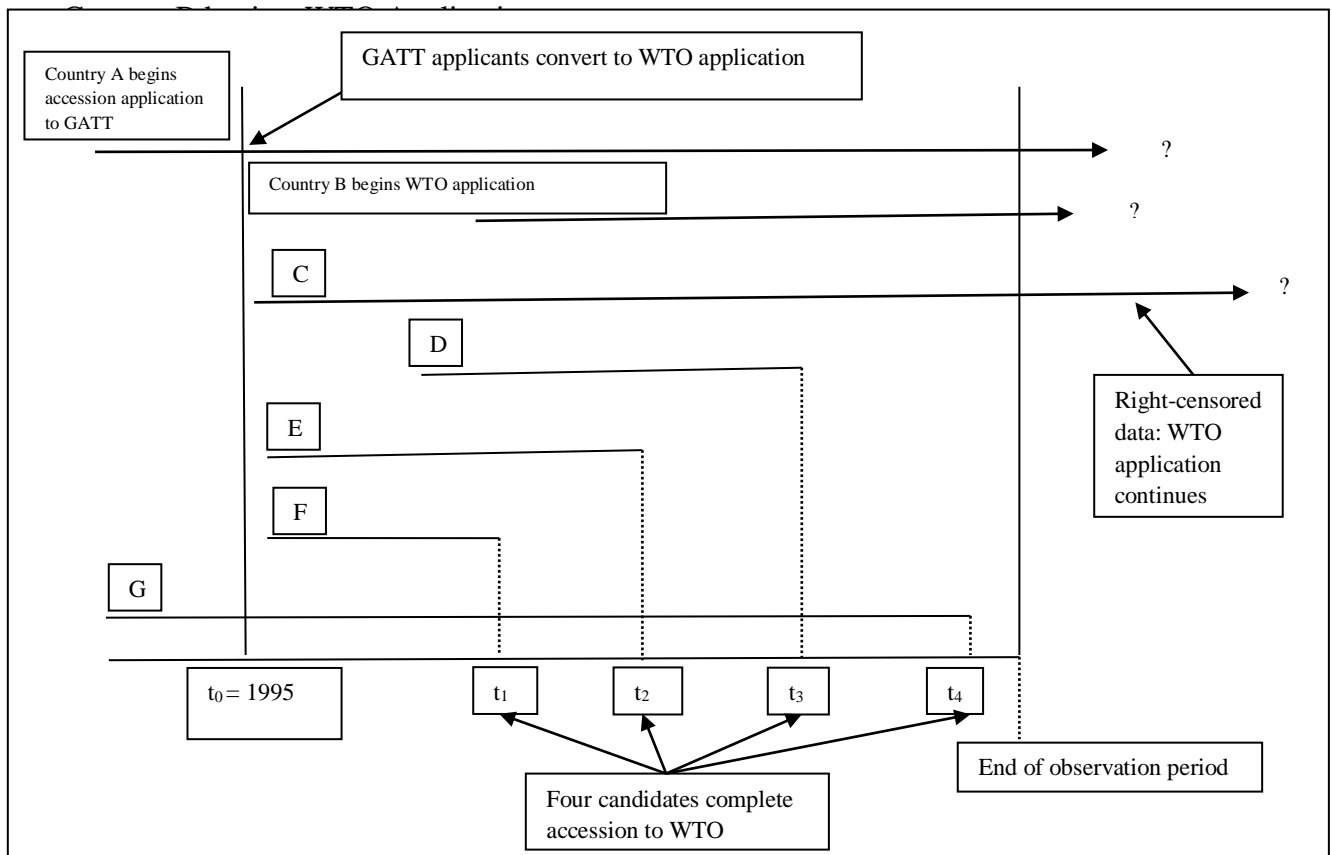 Country A begins
accession application
to GATT
GATT applicants convert to WTO application
?
Country B begins WTO application
?
C
?
D
Right-censored
data: WTO
application
continues
E
F
G
t₀ = 1995
t₁
t₂
t₃
t₄
End of observation period
Four candidates complete
accession to WTO